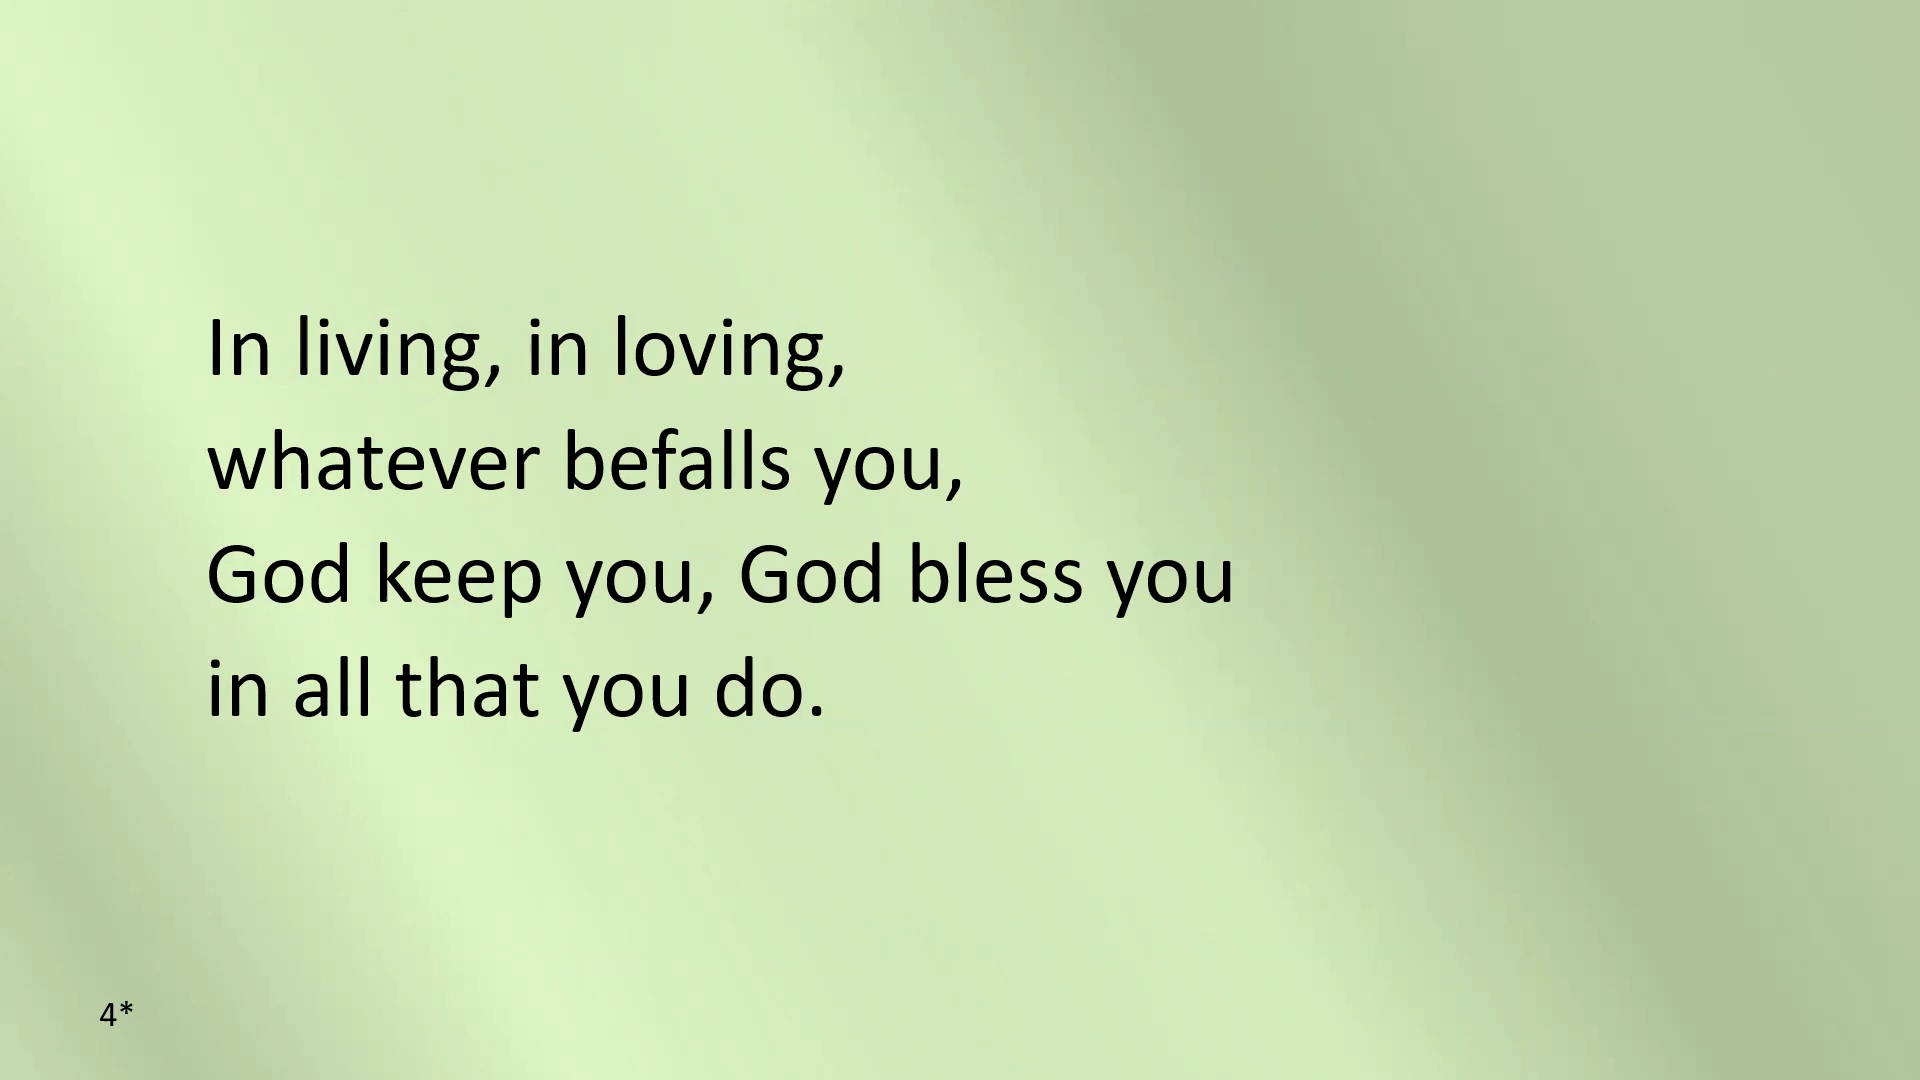 In living, in loving,
whatever befalls you,
God keep you, God bless you
in all that you do.
4*